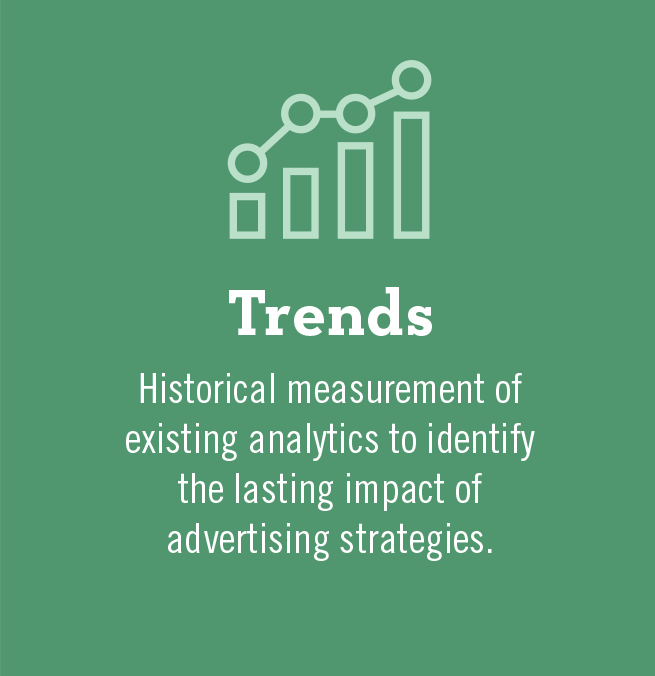 Trends
Historical measurement of
existing analytics to identify
the lasting impact of
advertising strategies.